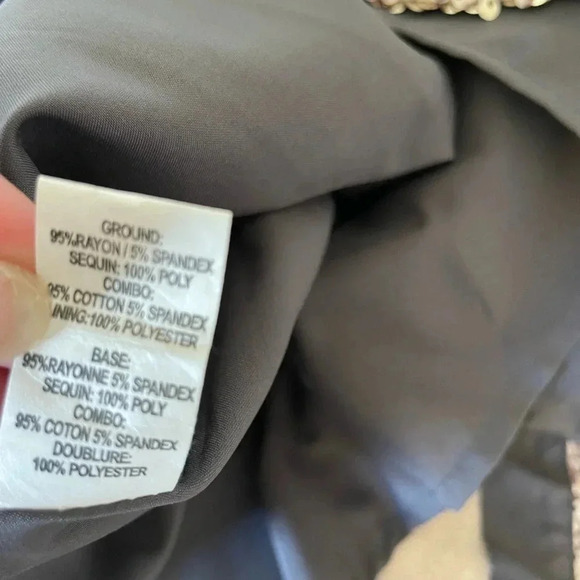 GROUND:
95%RAYON / 5% SPANDEX
SEQUIN: 100% POLY
COMBO:
95% COTTON 5% SPANDEX
LINING:100% POLYESTER
BASE:
95%RAYONNE 5% SPANDEX
SEQUIN: 100% POLY
COMBO:
95% COTON 5% SPANDEX
DOUBLURE:
100% POLYESTER